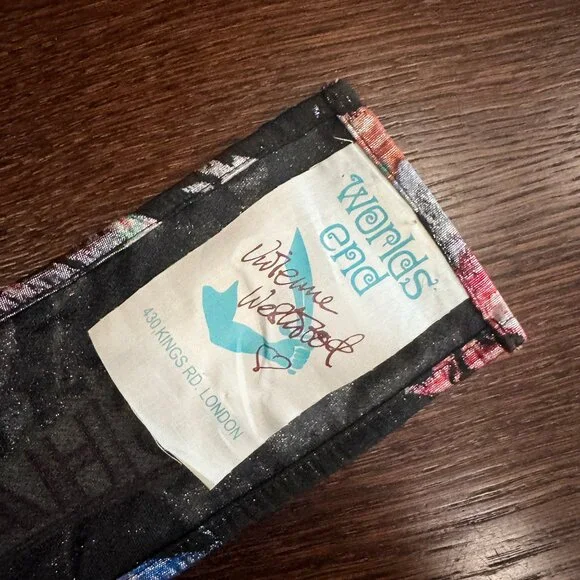 worlds
end
Vivienne
Westwood
430 KINGS RD. LONDON